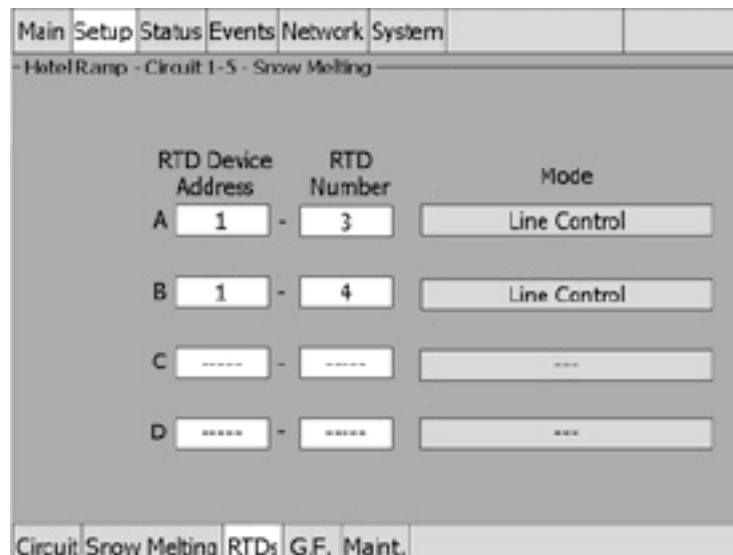 Main Setup Status Events Network System
Hotel Ramp - Circuit 1-5 - Snow Melting
RTD Device Address RTD Number Mode
A 1 - 3 Line Control
B 1 - 4 Line Control
C ----- - ----- ---
D ----- - ----- ---
Circuit Snow Melting RTDs G.F. Maint.